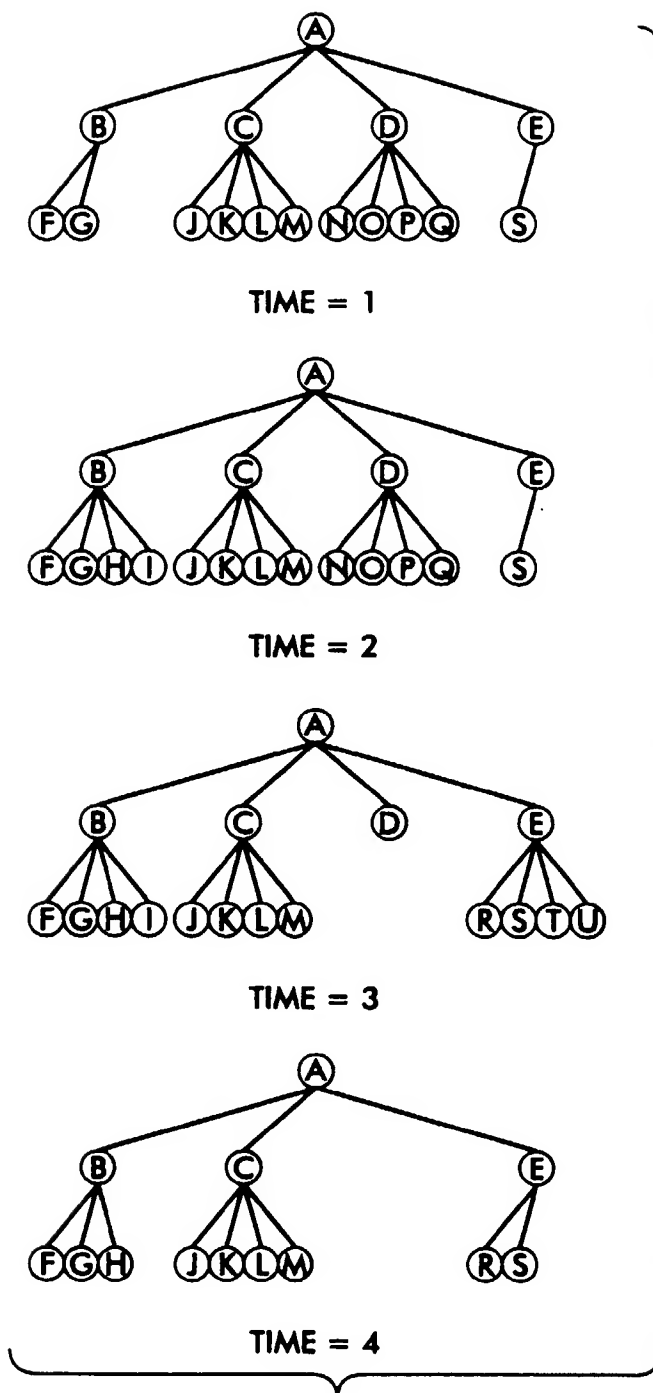 A
B C D E
F G J K L M N O P Q S
TIME = 1
A
B C D E
F G H I J K L M N O P Q S
TIME = 2
A
B C D E
F G H I J K L M R S T U
TIME = 3
A
B C E
F G H J K L M R S
TIME = 4